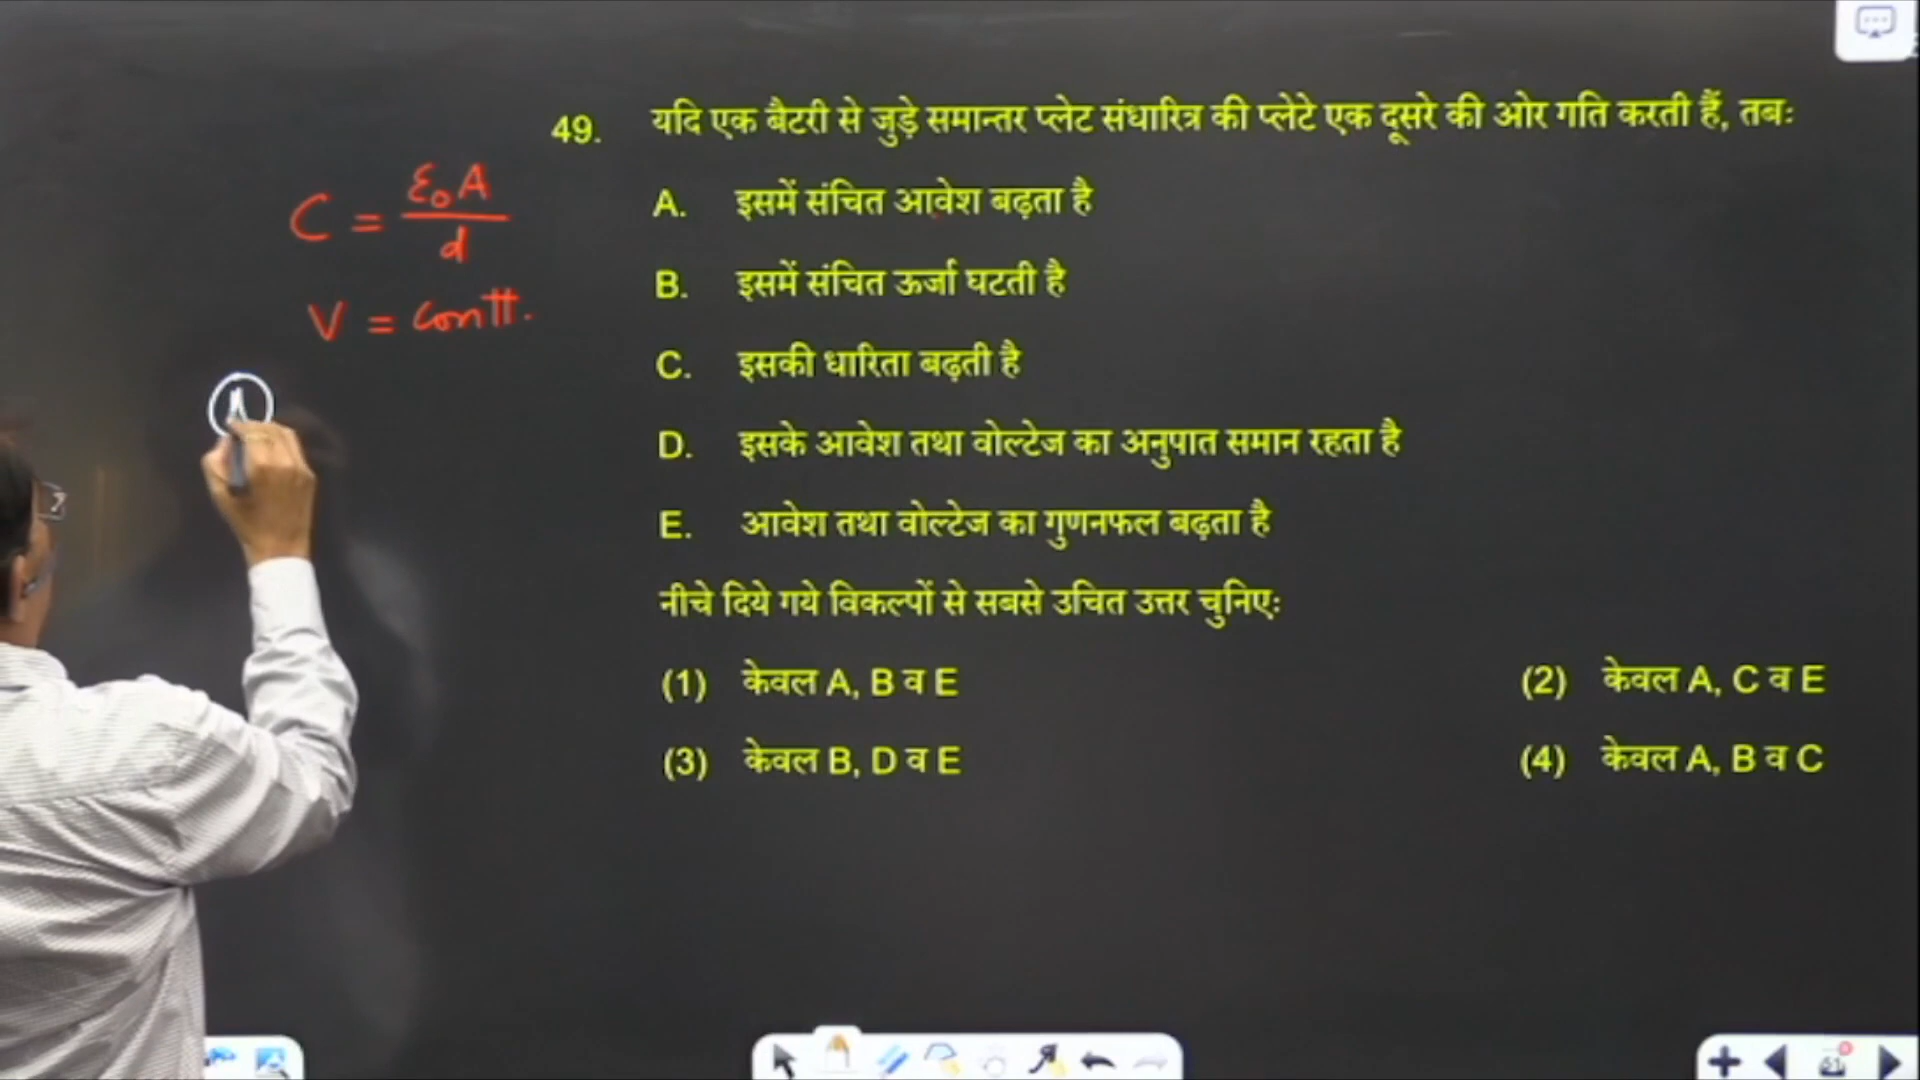 49. यदि एक बैटरी से जुड़े समान्तर प्लेट संधारित्र की प्लेटे एक दूसरे की ओर गति करती हैं, तबः
A. इसमें संचित आवेश बढ़ता है
B. इसमें संचित ऊर्जा घटती है
C. इसकी धारिता बढ़ती है
D. इसके आवेश तथा वोल्टेज का अनुपात समान रहता है
E. आवेश तथा वोल्टेज का गुणनफल बढ़ता है
नीचे दिये गये विकल्पों से सबसे उचित उत्तर चुनिएः
(1) केवल A, B व E (2) केवल A, C व E
(3) केवल B, D व E (4) केवल A, B व C
C = ε₀A
d
V = contt.
A
51